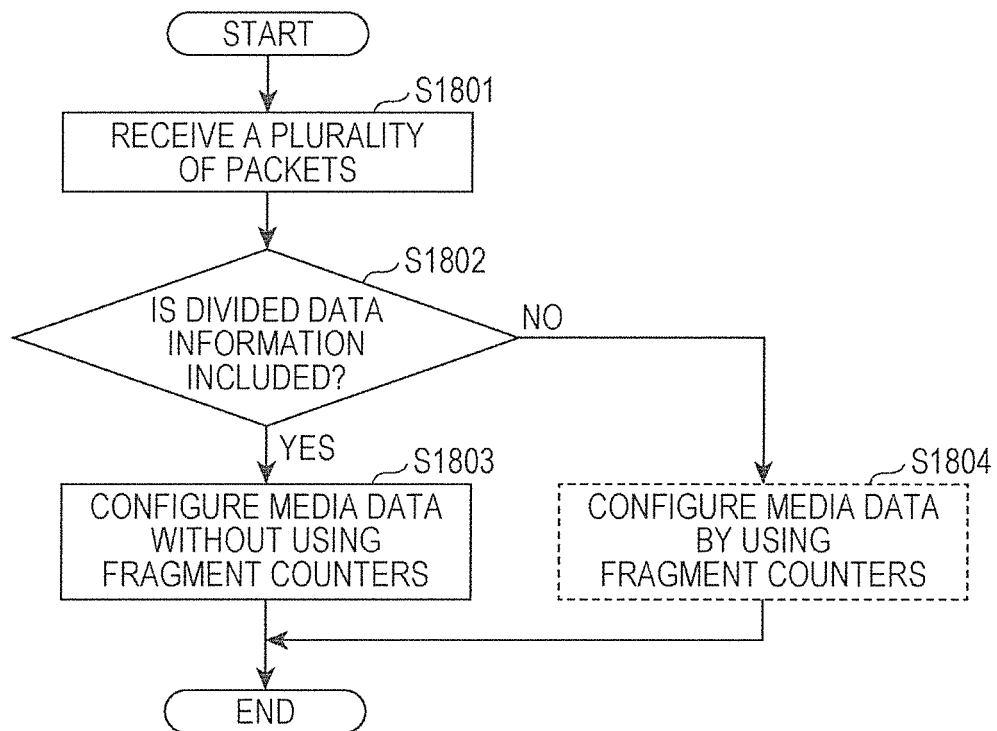 START
S1801
RECEIVE A PLURALITY
OF PACKETS
S1802
IS DIVIDED DATA
INFORMATION
INCLUDED?
NO
YES
S1803
CONFIGURE MEDIA DATA
WITHOUT USING
FRAGMENT COUNTERS
S1804
CONFIGURE MEDIA DATA
BY USING
FRAGMENT COUNTERS
END